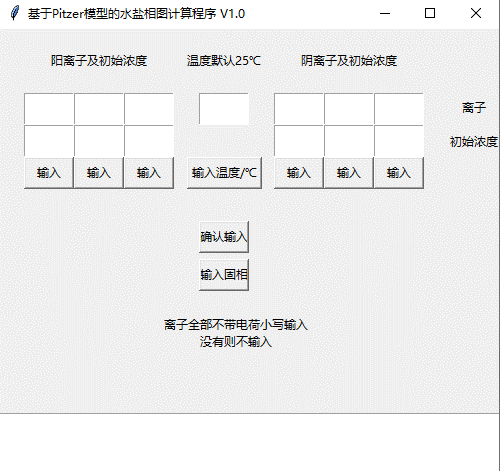 基于Pitzer模型的水盐相图计算程序 V1.0
阳离子及初始浓度 温度默认25℃ 阴离子及初始浓度
离子
初始浓度
输入 输入 输入 输入温度/℃ 输入 输入 输入
确认输入
输入固相
离子全部不带电荷小写输入
没有则不输入